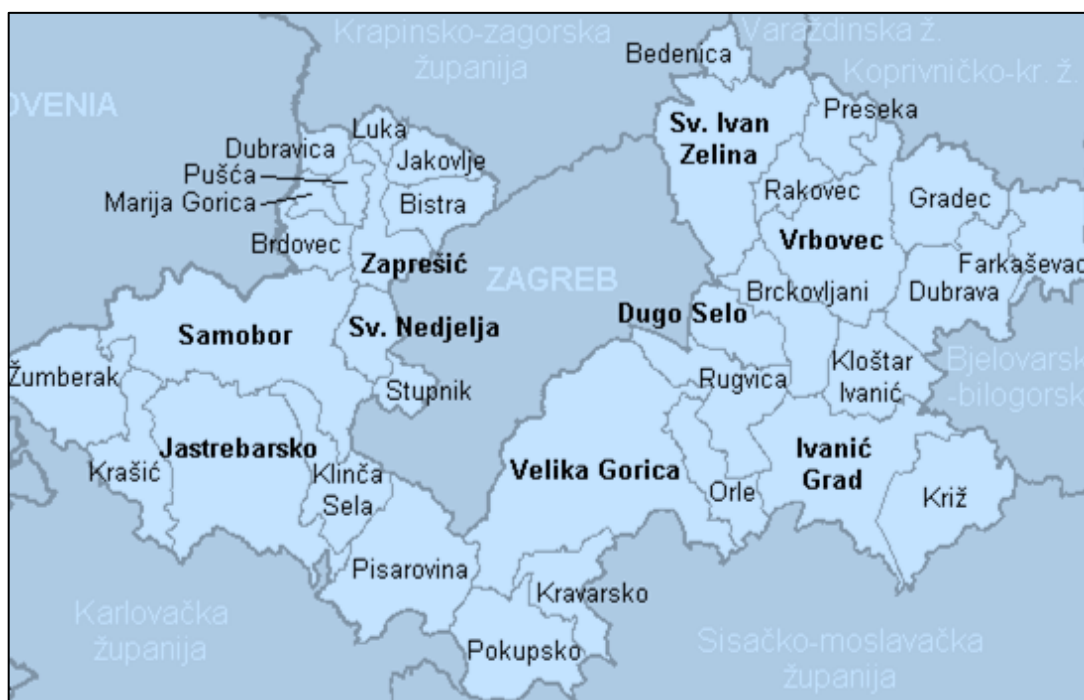 Krapinsko-zagorska
županija
Varaždinska ž.
Koprivničko-kr. ž.
Bedenica
OVENIA
Preseka
Sv. Ivan
Zelina
Luka
Dubravica
Jakovlje
Pušća
Marija Gorica
Bistra
Rakovec
Gradec
Brdovec
Zaprešić
Vrbovec
Farkaševac
ZAGREB
Brckovljani
Dubrava
Dugo Selo
Samobor
Sv. Nedjelja
Žumberak
Stupnik
Rugvica
Kloštar
Ivanić
Bjelovarsk
-bilogorsk
Jastrebarsko
Krašić
Klinča
Sela
Velika Gorica
Orle
Ivanić
Grad
Križ
Pisarovina
Kravarsko
Pokupsko
Karlovačka
županija
Sisačko-moslavačka
županija